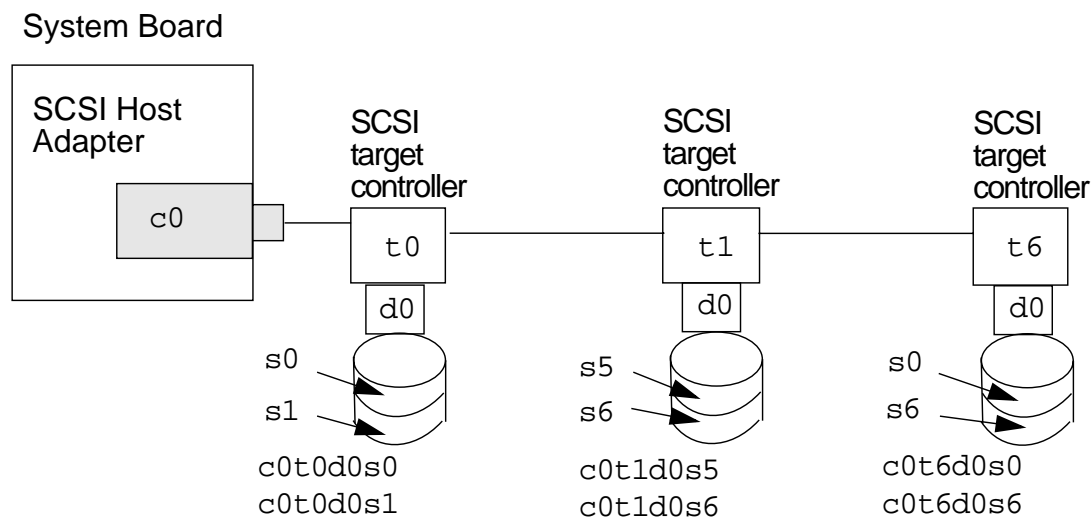 System Board
SCSI Host
Adapter
c0
SCSI
target
controller
t0
d0
s0
s1
c0t0d0s0
c0t0d0s1
SCSI
target
controller
t1
d0
s5
s6
c0t1d0s5
c0t1d0s6
SCSI
target
controller
t6
d0
s0
s6
c0t6d0s0
c0t6d0s6